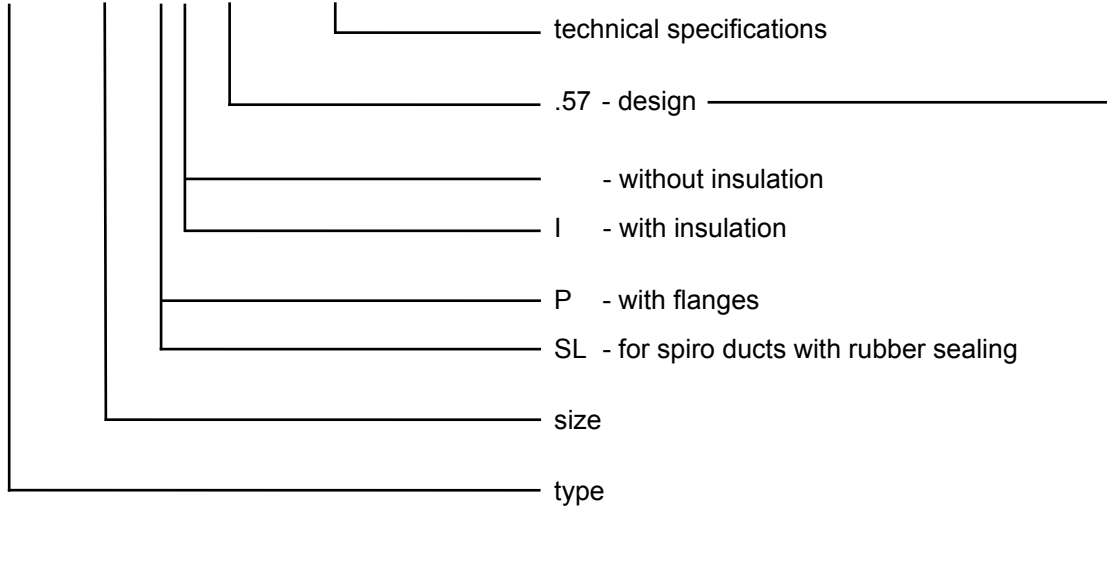 technical specifications
.57 - design
- without insulation
I - with insulation
P - with flanges
SL - for spiro ducts with rubber sealing
size
type